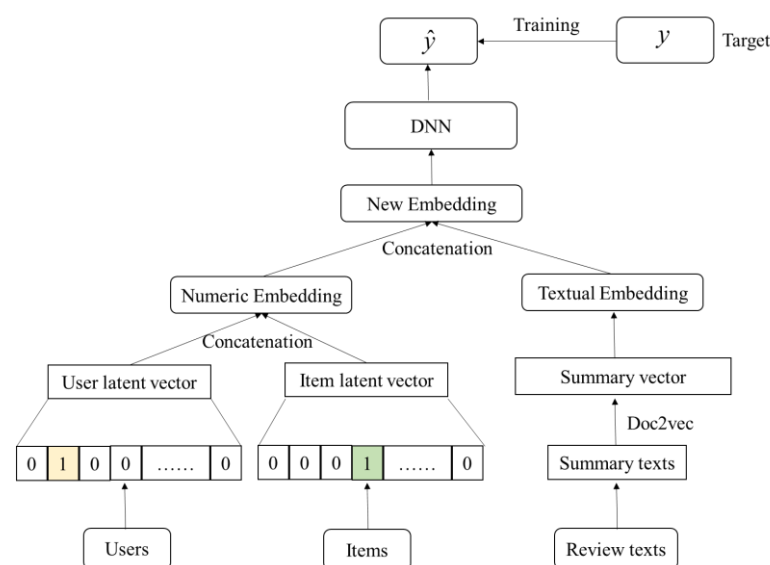 ŷ
Training
y
Target
DNN
New Embedding
Concatenation
Numeric Embedding
Textual Embedding
Concatenation
User latent vector
Item latent vector
Summary vector
Doc2vec
0 1 0 0 ...... 0
0 0 0 1 ...... 0
Summary texts
Users
Items
Review texts